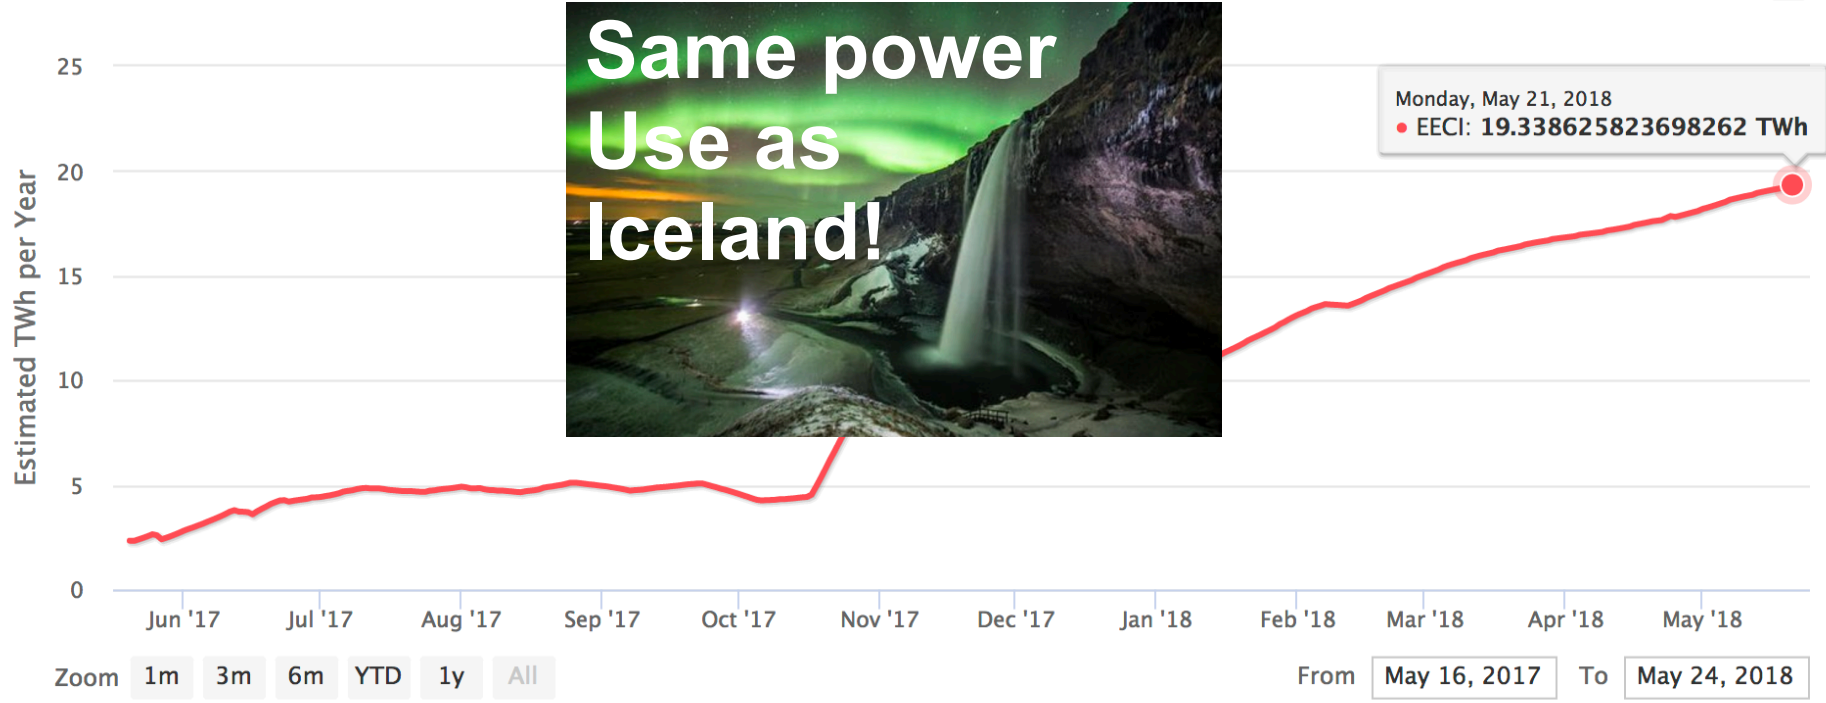 Same power
Use as
Iceland!
Monday, May 21, 2018
EECI: 19.338625823698262 TWh
Estimated TWh per Year
25
20
15
10
5
0
Jun '17 Jul '17 Aug '17 Sep '17 Oct '17 Nov '17 Dec '17 Jan '18 Feb '18 Mar '18 Apr '18 May '18
Zoom 1m 3m 6m YTD 1y All From May 16, 2017 To May 24, 2018